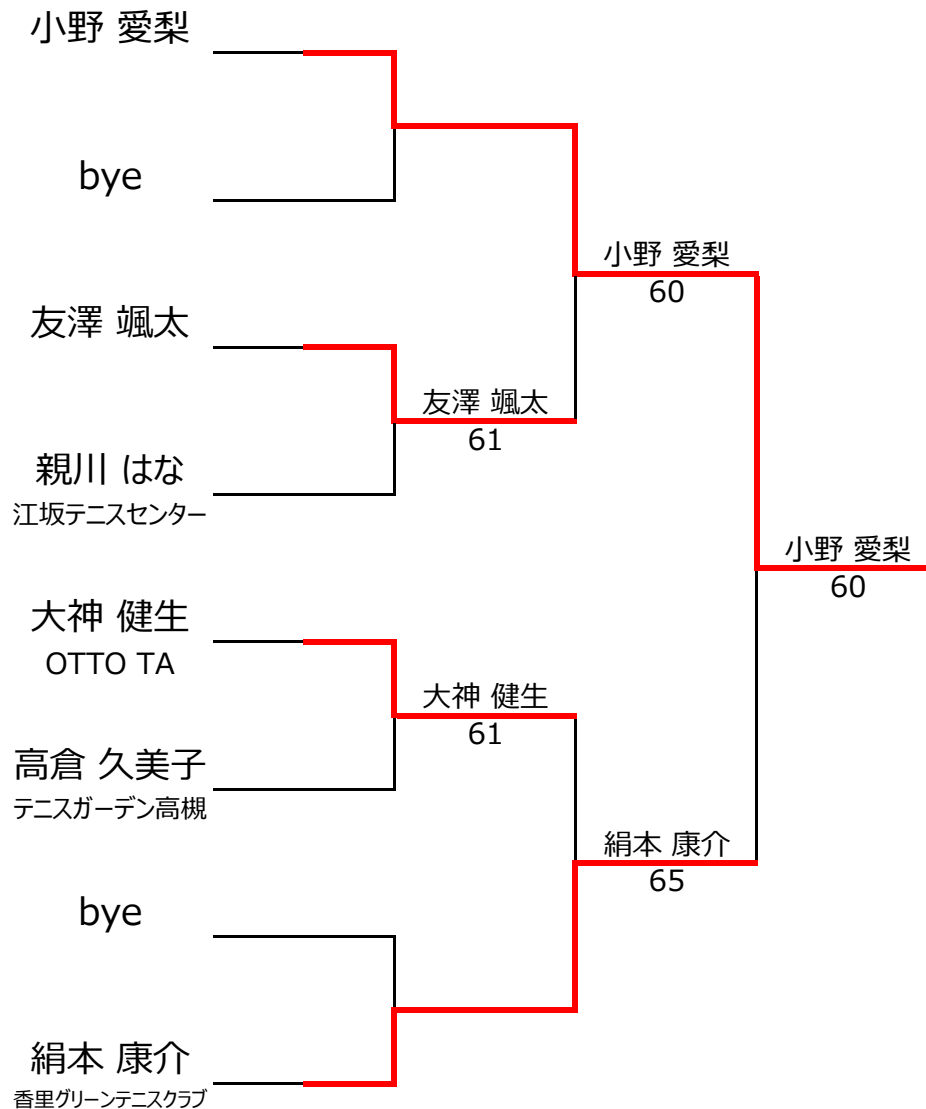 小野 愛梨
bye
小野 愛梨
60
友澤 颯太
友澤 颯太
61
親川 はな
江坂テニスセンター
小野 愛梨
60
大神 健生
OTTO TA
大神 健生
61
高倉 久美子
テニスガーデン高槻
絹本 康介
65
bye
絹本 康介
香里グリーンテニスクラブ